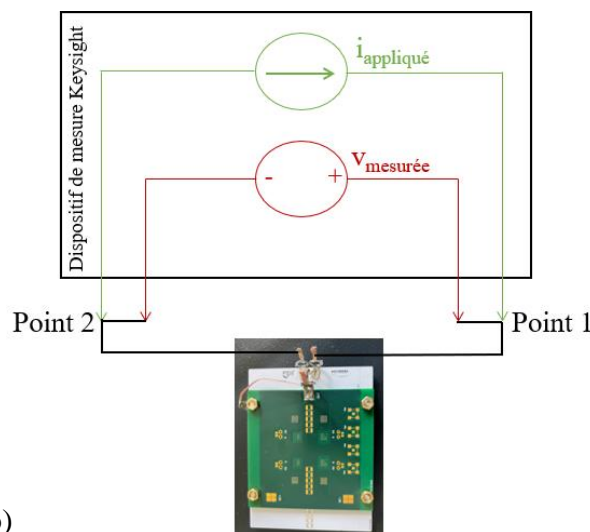 Dispositif de mesure Keysight
iappliqué
- + vmesurée
Point 2
Point 1
)